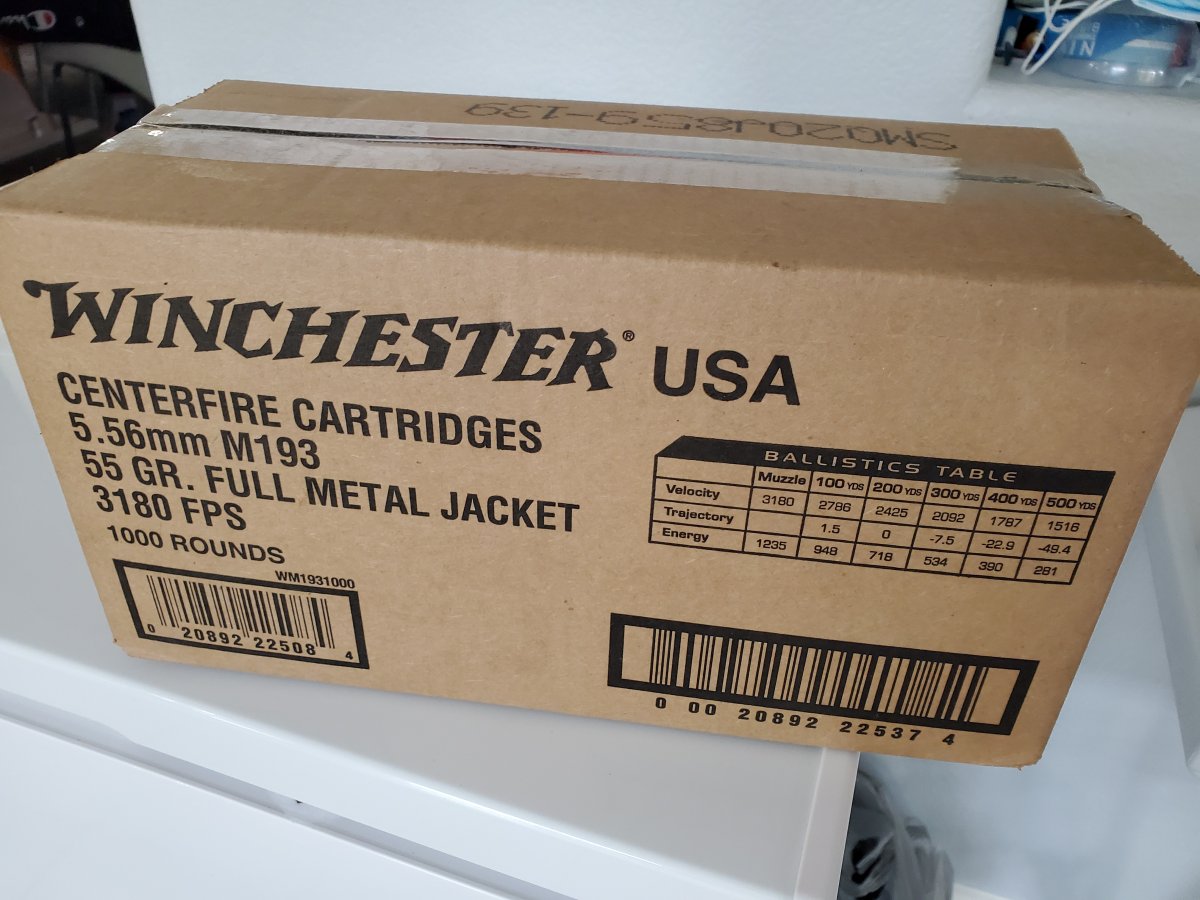 SMQ20J659-139
WINCHESTER® USA
CENTERFIRE CARTRIDGES
5.56mm M193
55 GR. FULL METAL JACKET
3180 FPS
1000 ROUNDS
WM1931000
0 20892 22508 4
BALLISTICS TABLE
Muzzle 100 YDS 200 YDS 300 YDS 400 YDS 500 YDS
Velocity 3180 2786 2425 2092 1787 1516
Trajectory 1.5 0 -7.5 -22.9 -49.4
Energy 1235 948 718 534 390 281
0 00 20892 22537 4